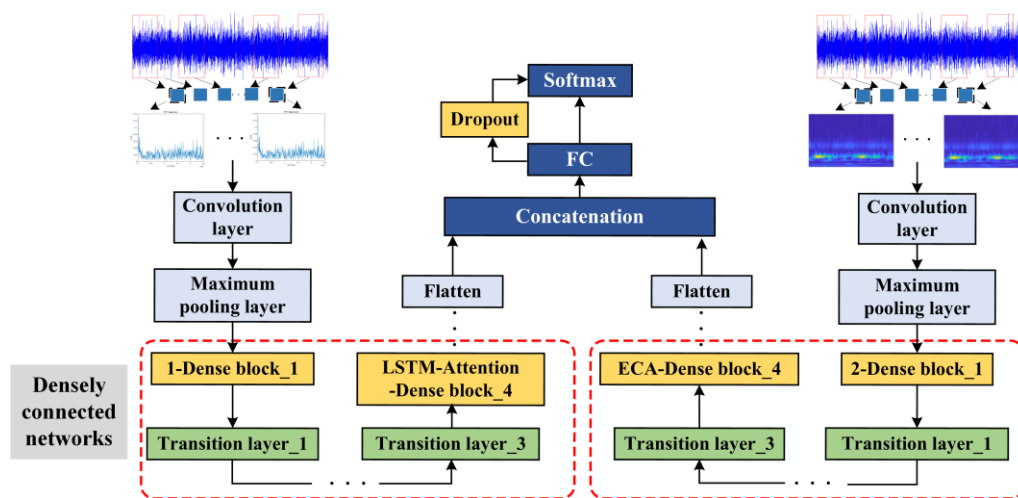 Softmax
Dropout
FC
Concatenation
Convolution
layer
Maximum
pooling layer
Flatten
Flatten
Convolution
layer
Maximum
pooling layer
Densely
connected
networks
1-Dense block_1
LSTM-Attention
-Dense block_4
ECA-Dense block_4
2-Dense block_1
Transition layer_1
Transition layer_3
Transition layer_3
Transition layer_1